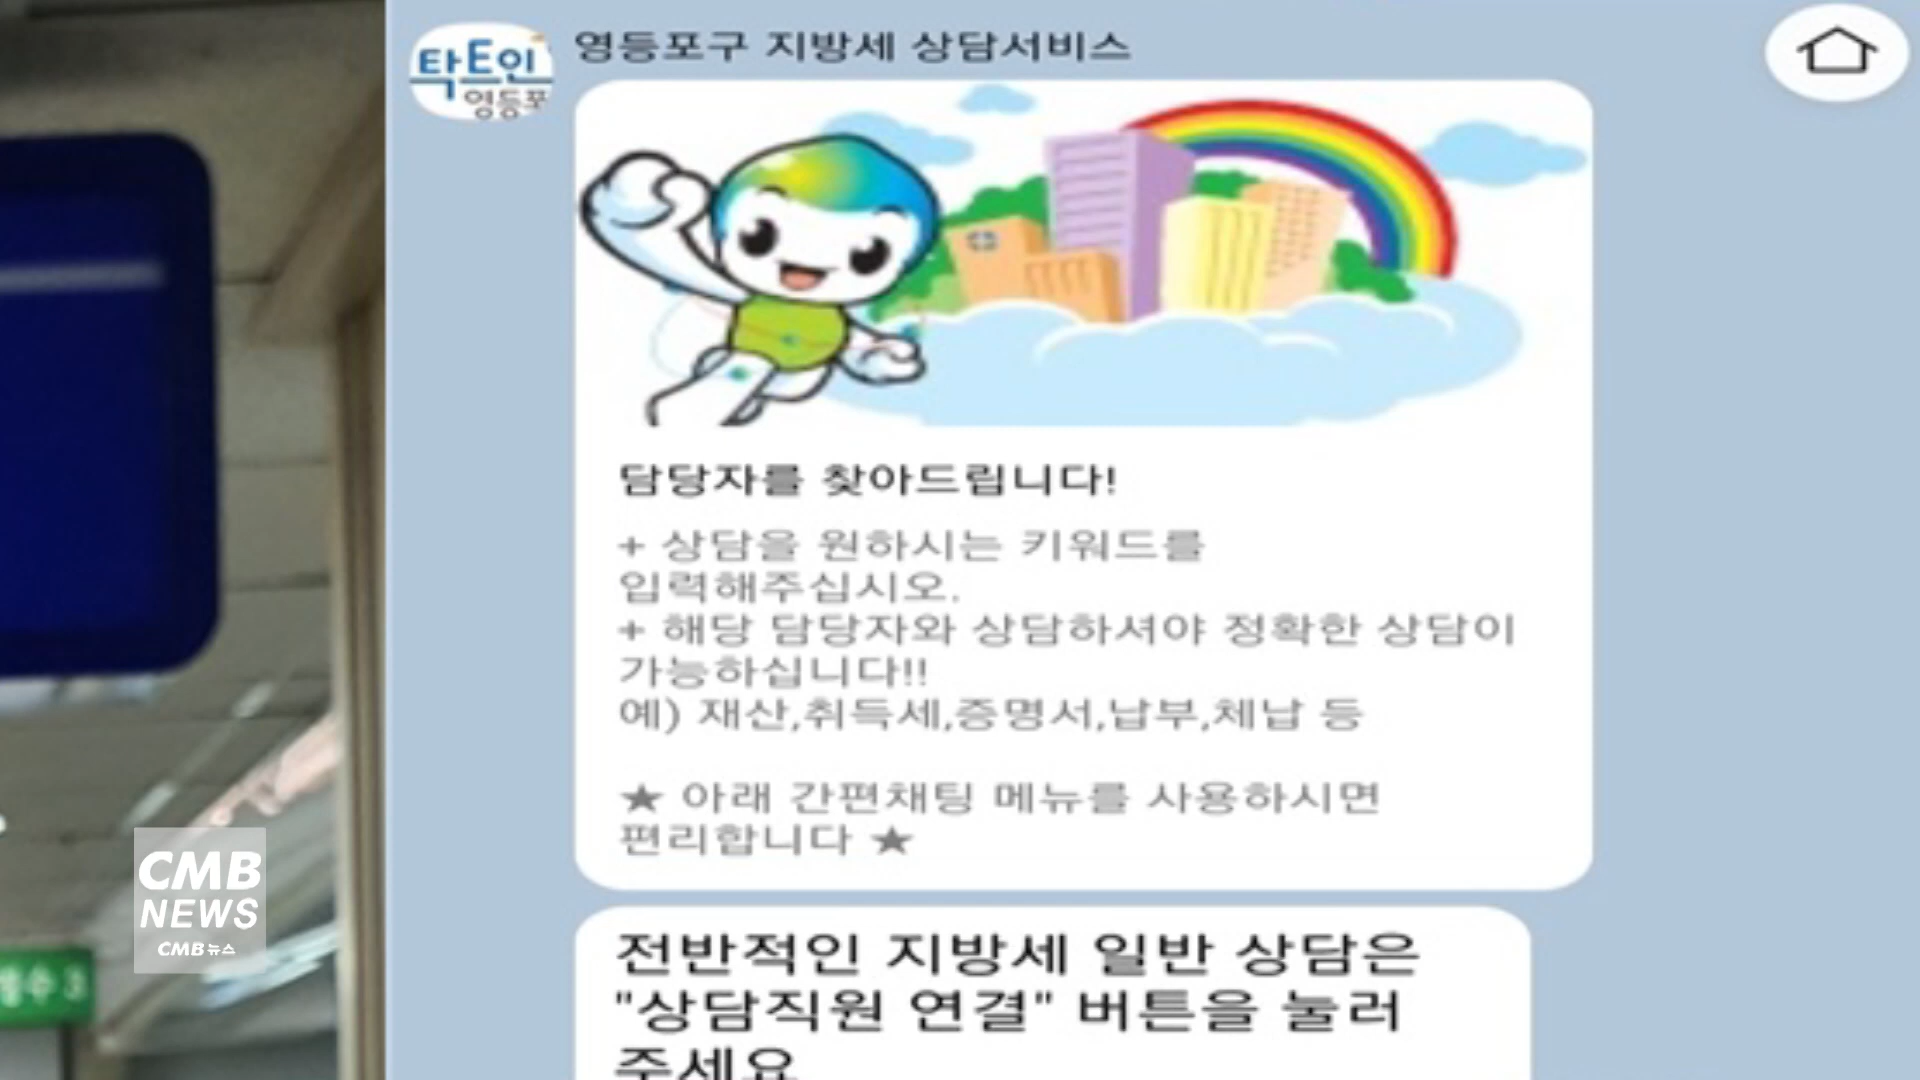 탁트인
영등포
영등포구 지방세 상담서비스
담당자를 찾아드립니다!
+ 상담을 원하시는 키워드를
입력해주십시오.
+ 해당 담당자와 상담하셔야 정확한 상담이
가능하십니다!!
예) 재산,취득세,증명서,납부,체납 등
★ 아래 간편채팅 메뉴를 사용하시면
편리합니다 ★
전반적인 지방세 일반 상담은
"상담직원 연결" 버튼을 눌러
주세요
CMB
NEWS
CMB뉴스
수 3